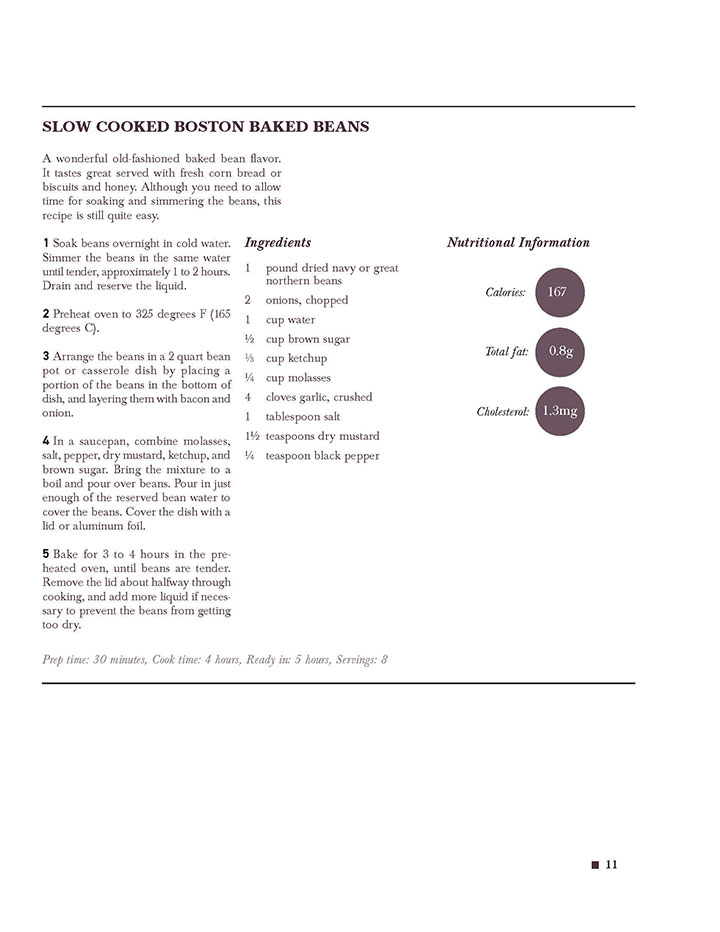 SLOW COOKED BOSTON BAKED BEANS
A wonderful old-fashioned baked bean flavor.
It tastes great served with fresh corn bread or
biscuits and honey. Although you need to allow
time for soaking and simmering the beans, this
recipe is still quite easy.
1 Soak beans overnight in cold water.
Simmer the beans in the same water
until tender, approximately 1 to 2 hours.
Drain and reserve the liquid.
2 Preheat oven to 325 degrees F (165
degrees C).
3 Arrange the beans in a 2 quart bean
pot or casserole dish by placing a
portion of the beans in the bottom of
dish, and layering them with bacon and
onion.
4 In a saucepan, combine molasses,
salt, pepper, dry mustard, ketchup, and
brown sugar. Bring the mixture to a
boil and pour over beans. Pour in just
enough of the reserved bean water to
cover the beans. Cover the dish with a
lid or aluminum foil.
5 Bake for 3 to 4 hours in the pre-
heated oven, until beans are tender.
Remove the lid about halfway through
cooking, and add more liquid if neces-
sary to prevent the beans from getting
too dry.
Ingredients
1 pound dried navy or great
northern beans
2 onions, chopped
1 cup water
½ cup brown sugar
⅓ cup ketchup
¼ cup molasses
4 cloves garlic, crushed
1 tablespoon salt
1½ teaspoons dry mustard
¼ teaspoon black pepper
Nutritional Information
Calories: 167
Total fat: 0.8g
Cholesterol: 1.3mg
Prep time: 30 minutes, Cook time: 4 hours, Ready in: 5 hours, Servings: 8
11